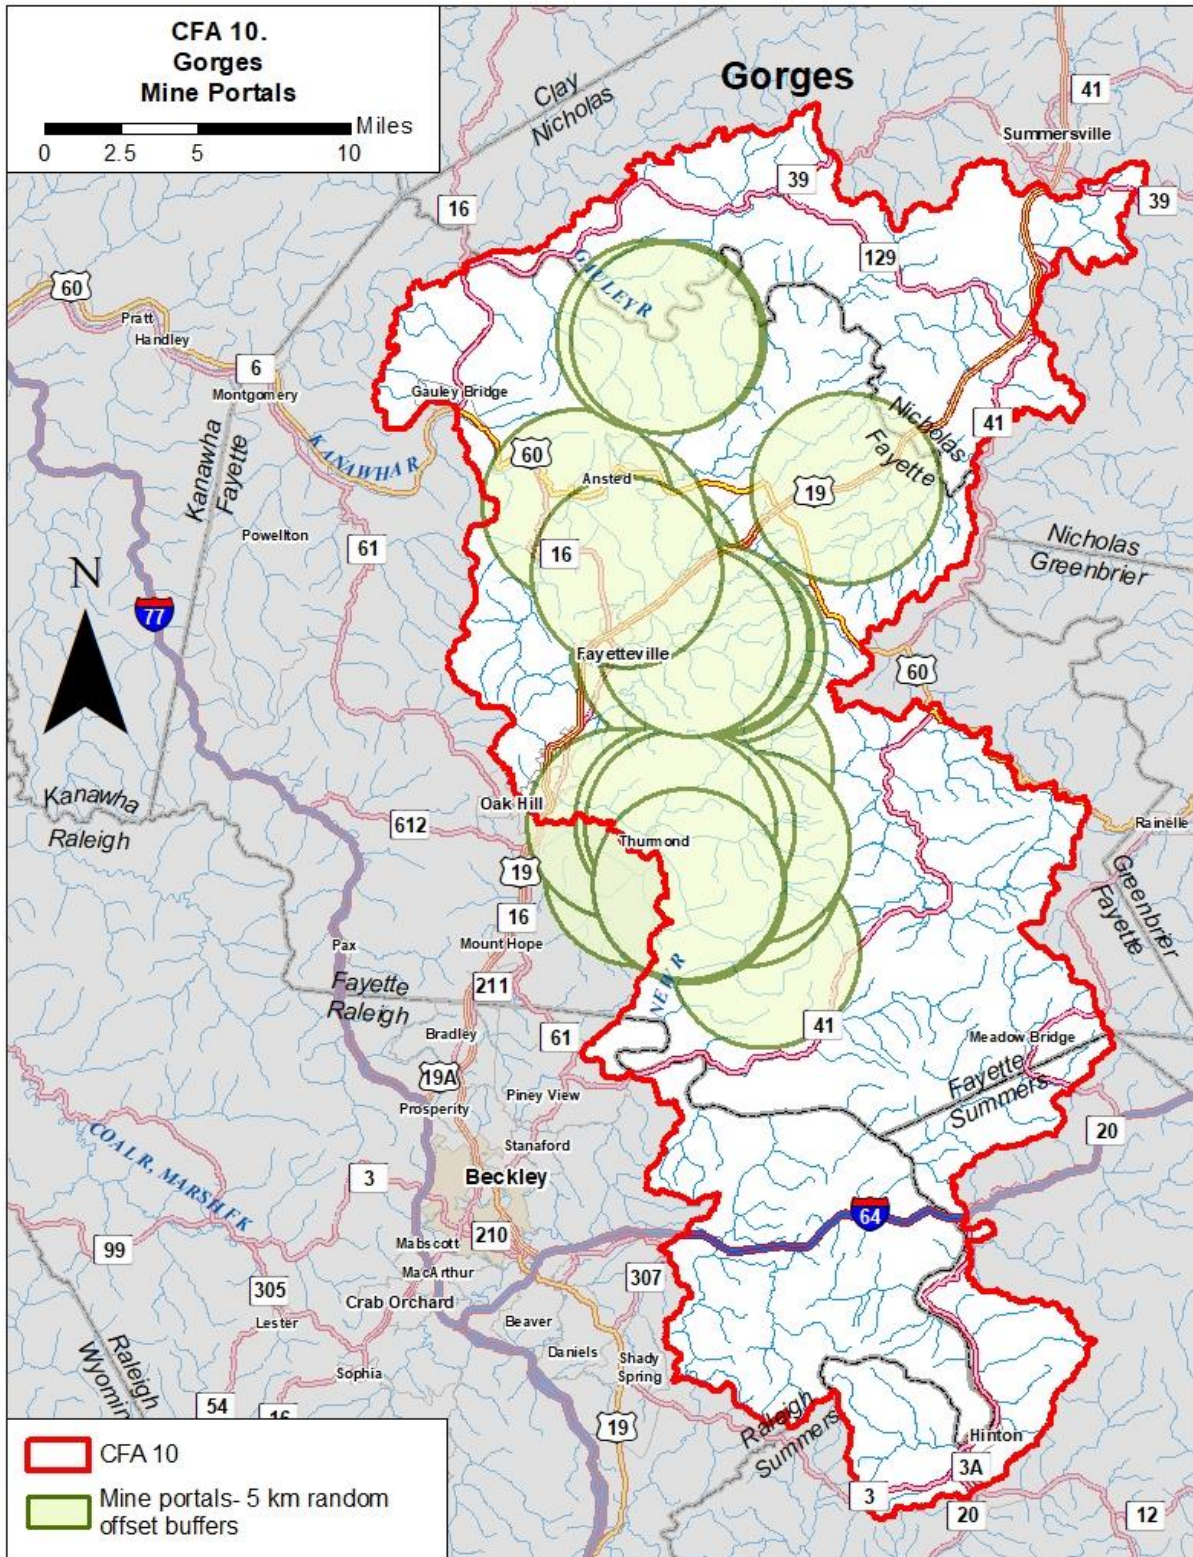 CFA 10.
Gorges
Mine Portals
Miles
0 2.5 5 10
Gorges
Clay
Nicholas
41
Summersville
39
39
16
129
GAULEY R
60
Pratt
Handley
6
Montgomery
Gauley Bridge
41
Nicholas
Fayette
KANAWHA R
Kanawha
Fayette
60
Ansted
19
Powellton
61
16
Nicholas
Greenbrier
N
77
Fayetteville
60
Kanawha
Raleigh
Oak Hill
612
Thurmond
Rainelle
19
Greenbrier
Fayette
16
Pax
Mount Hope
211
NEW R
Fayette
Raleigh
Bradley
61
41
Meadow Bridge
19A
Fayette
Summers
Prosperity
Piney View
20
COAL R, MARSH FK
Stanaford
3
Beckley
64
99
210
Mabscott
MacArthur
307
305
Crab Orchard
Lester
Beaver
Raleigh
Wyomin
Daniels
Shady
Spring
Sophia
54
16
19
Raleigh
Summers
Hinton
3A
3
20
12
CFA 10
Mine portals- 5 km random
offset buffers